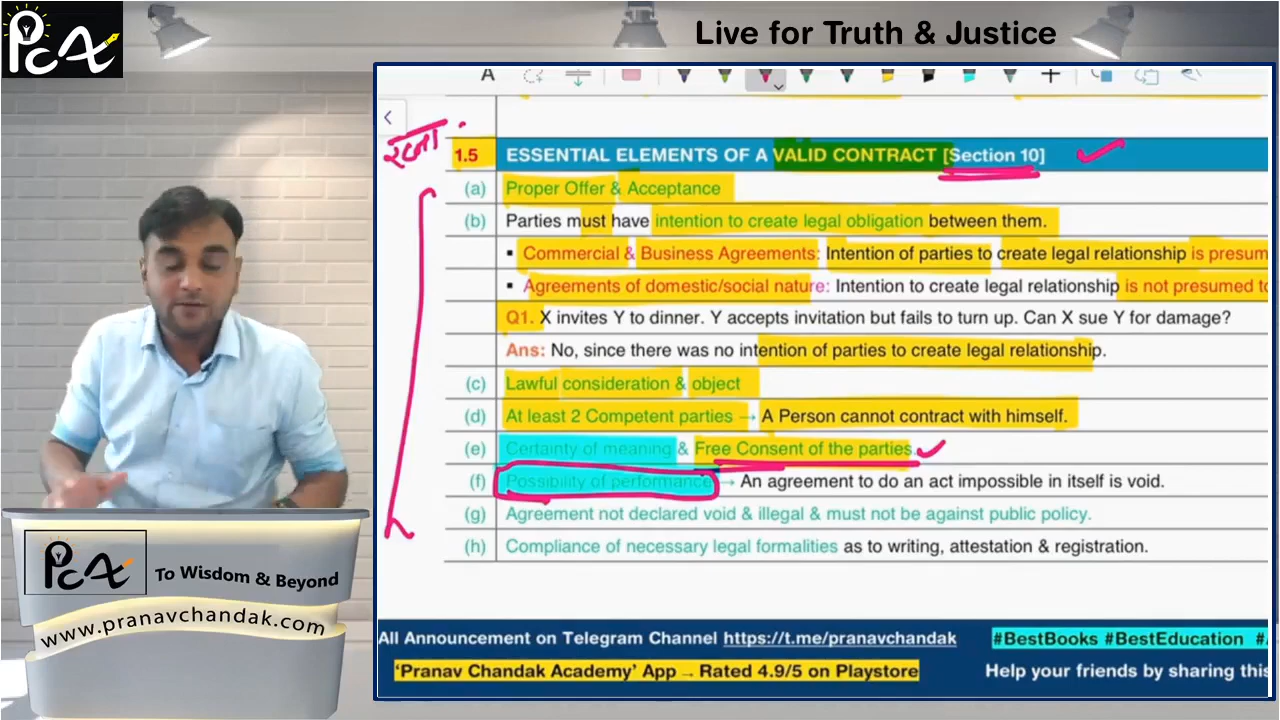 PCA
Live for Truth & Justice
A
1.5 ESSENTIAL ELEMENTS OF A VALID CONTRACT [Section 10]
(a) Proper Offer & Acceptance
(b) Parties must have intention to create legal obligation between them.
▪ Commercial & Business Agreements: Intention of parties to create legal relationship is presum
▪ Agreements of domestic/social nature: Intention to create legal relationship is not presumed to
Q1. X invites Y to dinner. Y accepts invitation but fails to turn up. Can X sue Y for damage?
Ans: No, since there was no intention of parties to create legal relationship.
(c) Lawful consideration & object
(d) At least 2 Competent parties → A Person cannot contract with himself.
(e) Certainty of meaning & Free Consent of the parties.
(f) Possibility of performance → An agreement to do an act impossible in itself is void.
(g) Agreement not declared void & illegal & must not be against public policy.
(h) Compliance of necessary legal formalities as to writing, attestation & registration.
PCA To Wisdom & Beyond
www.pranavchandak.com
All Announcement on Telegram Channel https://t.me/pranavchandak #BestBooks #BestEducation
'Pranav Chandak Academy' App → Rated 4.9/5 on Playstore Help your friends by sharing this